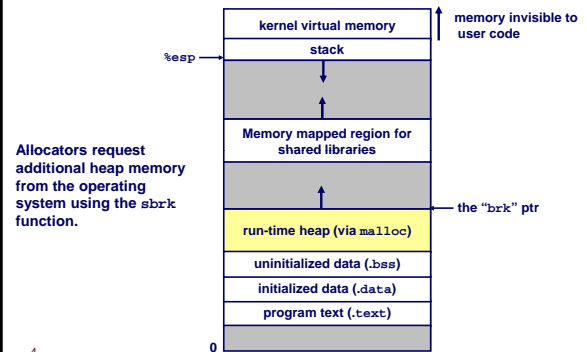 kernel virtual memory
memory invisible to
user code
stack
%esp
Memory mapped region for
shared libraries
Allocators request
additional heap memory
from the operating
system using the sbrk
function.
the “brk” ptr
run-time heap (via malloc)
uninitialized data (.bss)
initialized data (.data)
program text (.text)
0
4